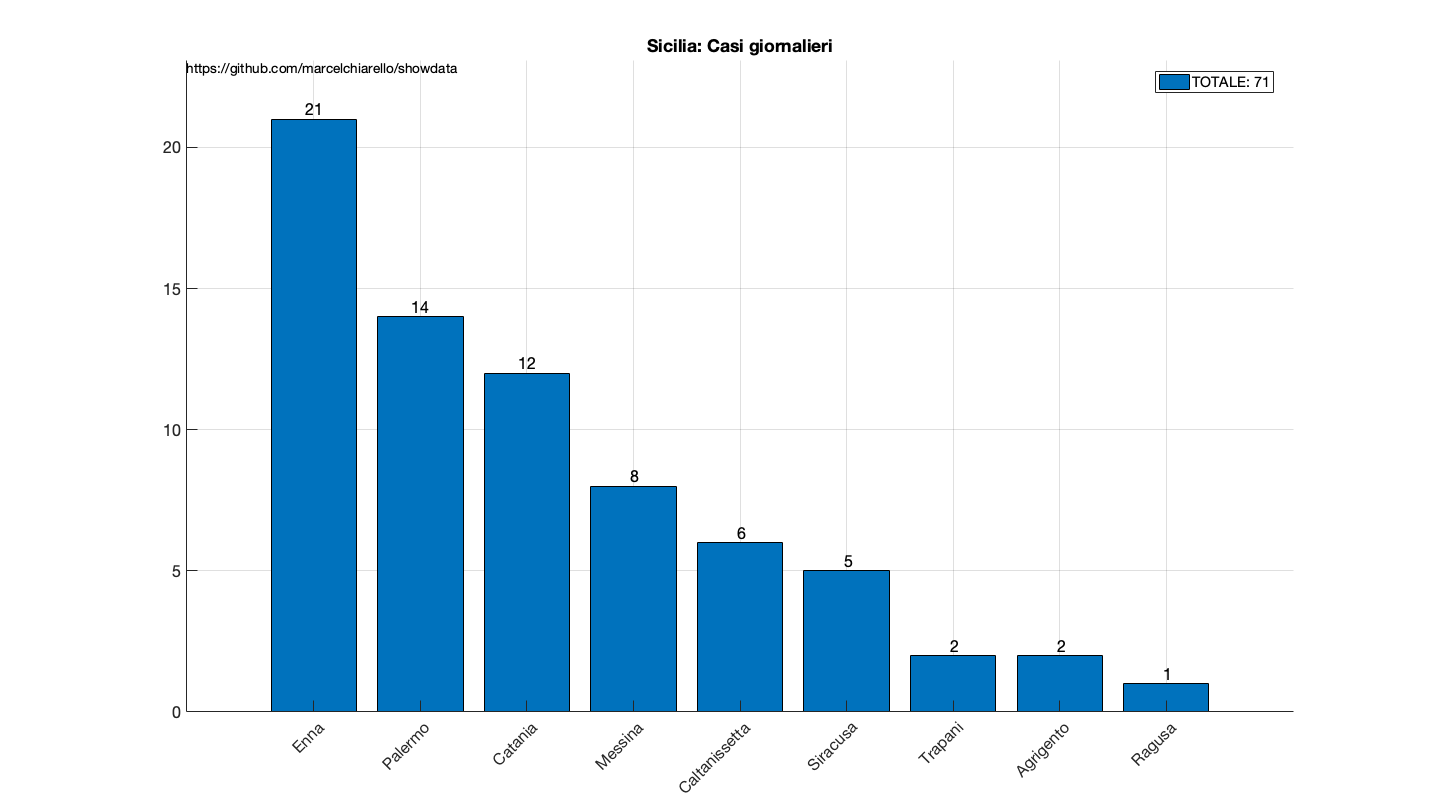 Sicilia: Casi giornalieri
https://github.com/marcelchiarello/showdata
TOTALE: 71
21
20
14
15
12
10
8
6
5
5
2
2
1
0
Enna
Palermo
Catania
Messina
Caltanissetta
Siracusa
Trapani
Agrigento
Ragusa